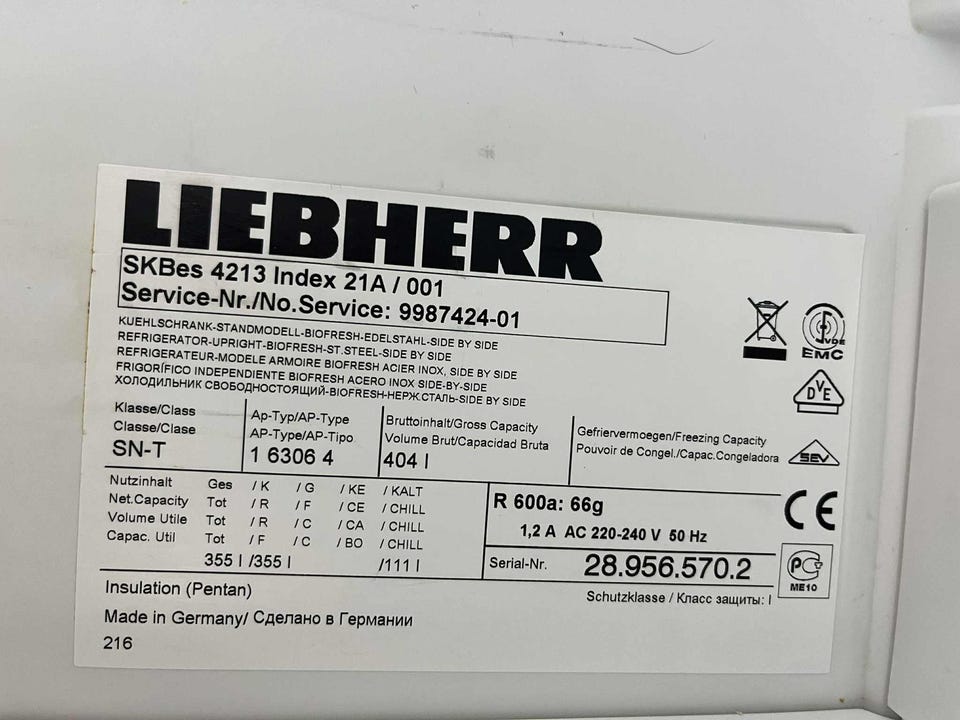 LIEBHERR
SKBes 4213 Index 21A / 001
Service-Nr./No.Service: 9987424-01
KUEHLSCHRANK-STANDMODELL-BIOFRESH-EDELSTAHL-SIDE BY SIDE
REFRIGERATOR-UPRIGHT-BIOFRESH-ST.STEEL-SIDE BY SIDE
REFRIGERATEUR-MODELE ARMOIRE BIOFRESH ACIER INOX, SIDE BY SIDE
FRIGORÍFICO INDEPENDIENTE BIOFRESH ACERO INOX SIDE-BY-SIDE
ХОЛОДИЛЬНИК СВОБОДНОСТОЯЩИЙ-BIOFRESH-НЕРЖ.СТАЛЬ-SIDE BY SIDE
VDE
EMC
DVE
SEV
Klasse/Class
Classe/Clase
SN-T
Ap-Typ/AP-Type
AP-Type/AP-Tipo
1 6306 4
Bruttoinhalt/Gross Capacity
Volume Brut/Capacidad Bruta
404 l
Gefriervermoegen/Freezing Capacity
Pouvoir de Congel./Capac.Congeladora
Nutzinhalt Ges / K / G / KE / KALT
Net.Capacity Tot / R / F / CE / CHILL
Volume Utile Tot / R / C / CA / CHILL
Capac. Util Tot / F / C / BO / CHILL
355 l /355 l /111 l
R 600a: 66g
1,2 A AC 220-240 V 50 Hz
CE
Serial-Nr. 28.956.570.2
Schutzklasse / Класс защиты: I
РС
ME10
Insulation (Pentan)
Made in Germany/ Сделано в Германии
216